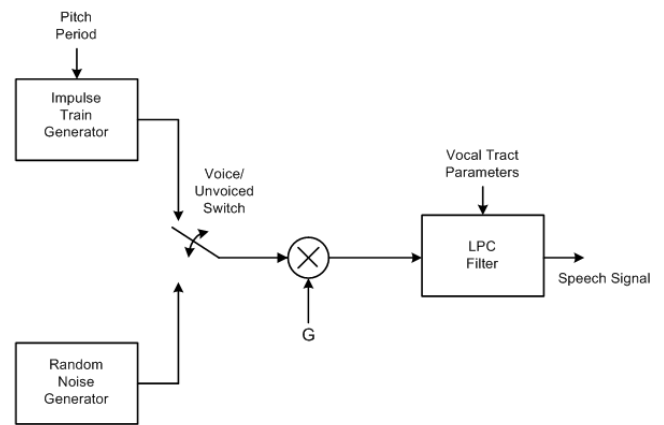 Pitch
Period
Impulse
Train
Generator
Voice/
Unvoiced
Switch
Vocal Tract
Parameters
LPC
Filter
Speech Signal
G
Random
Noise
Generator